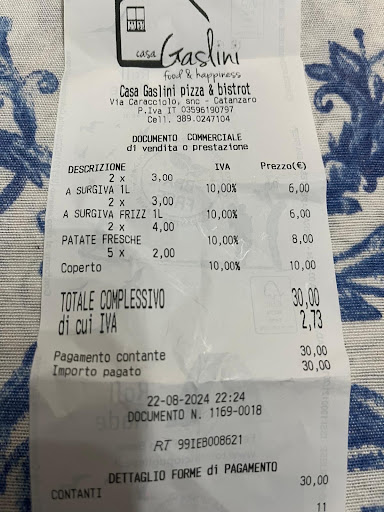 casa Gaslini
food & happiness
Casa Gaslini pizza & bistrot
Via Caracciolo, snc - Catanzaro
P.Iva IT 03596190797
Cell. 389.0247104
DOCUMENTO COMMERCIALE
di vendita o prestazione
DESCRIZIONE IVA Prezzo(€)
2 x 3,00
A SURGIVA 1L 10,00% 6,00
2 x 3,00
A SURGIVA FRIZZ 1L 10,00% 6,00
2 x 4,00
PATATE FRESCHE 10,00% 8,00
5 x 2,00
Coperto 10,00% 10,00
TOTALE COMPLESSIVO 30,00
di cui IVA 2,73
Pagamento contante 30,00
Importo pagato 30,00
22-08-2024 22:24
DOCUMENTO N. 1169-0018
RT 99IEB008621
DETTAGLIO FORME di PAGAMENTO
CONTANTI 30,00
11